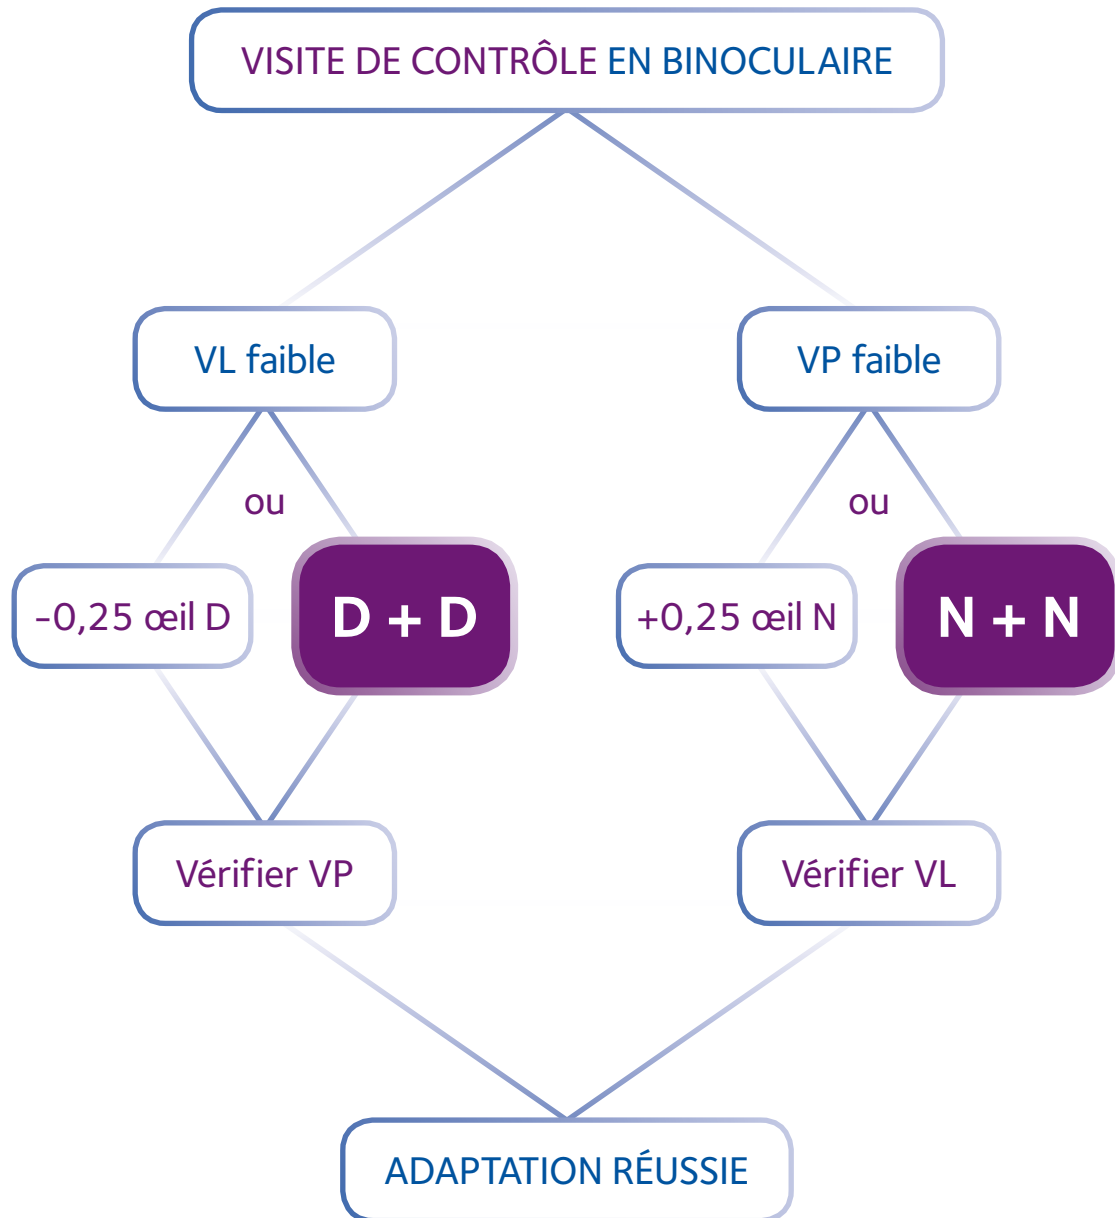 VISITE DE CONTRÔLE EN BINOCULAIRE
VL faible
VP faible
ou
ou
-0,25 œil D
D + D
+0,25 œil N
N + N
Vérifier VP
Vérifier VL
ADAPTATION RÉUSSIE